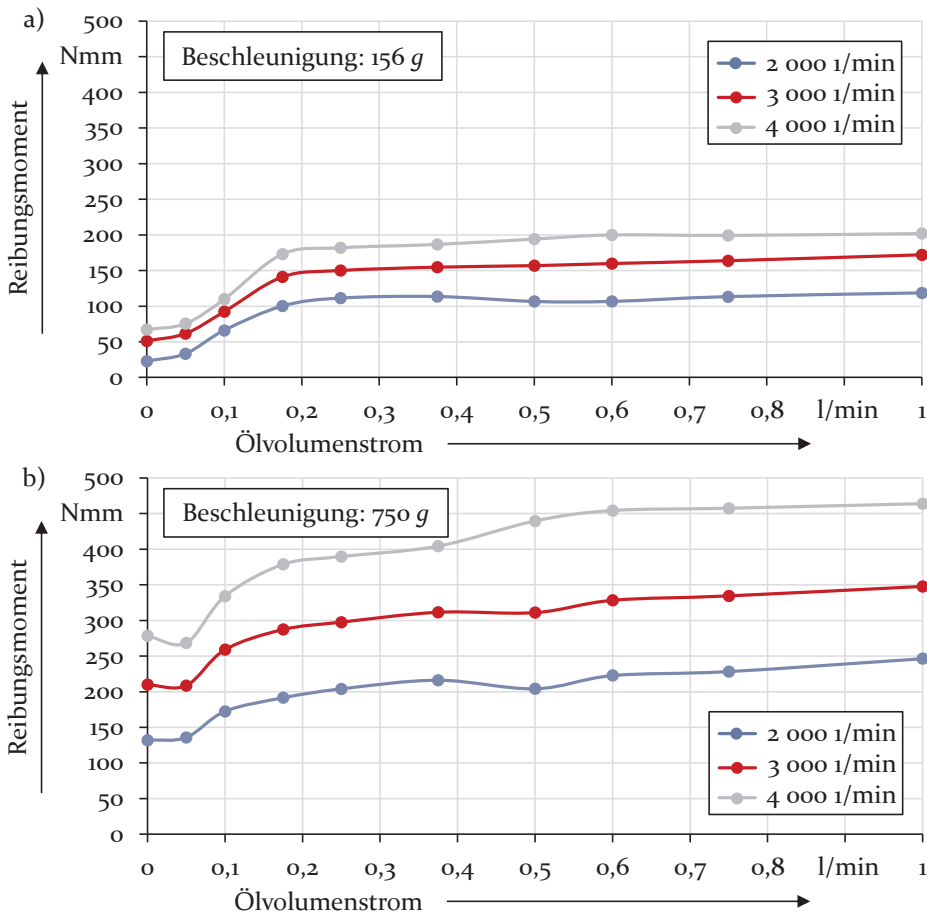 a)
500
Nmm
450
400
350
300
250
200
150
100
50
0
Reibungsmoment
Beschleunigung: 156 g
2 000 1/min
3 000 1/min
4 000 1/min
0 0,1 0,2 0,3 0,4 0,5 0,6 0,7 0,8 l/min 1
Ölvolumenstrom
b)
500
Nmm
400
350
300
250
200
150
100
50
0
Reibungsmoment
Beschleunigung: 750 g
2 000 1/min
3 000 1/min
4 000 1/min
0 0,1 0,2 0,3 0,4 0,5 0,6 0,7 0,8 l/min 1
Ölvolumenstrom